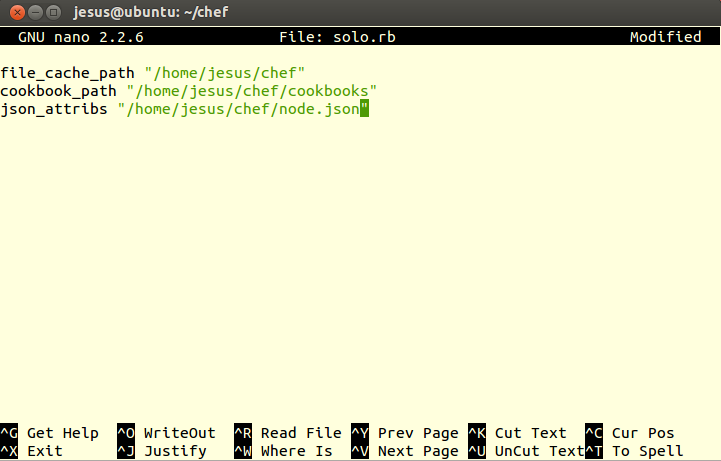 jesus@ubuntu: ~/chef
GNU nano 2.2.6 File: solo.rb Modified
file_cache_path "/home/jesus/chef"
cookbook_path "/home/jesus/chef/cookbooks"
json_attribs "/home/jesus/chef/node.json"
^G Get Help ^O WriteOut ^R Read File ^Y Prev Page ^K Cut Text ^C Cur Pos
^X Exit ^J Justify ^W Where Is ^V Next Page ^U UnCut Text ^T To Spell